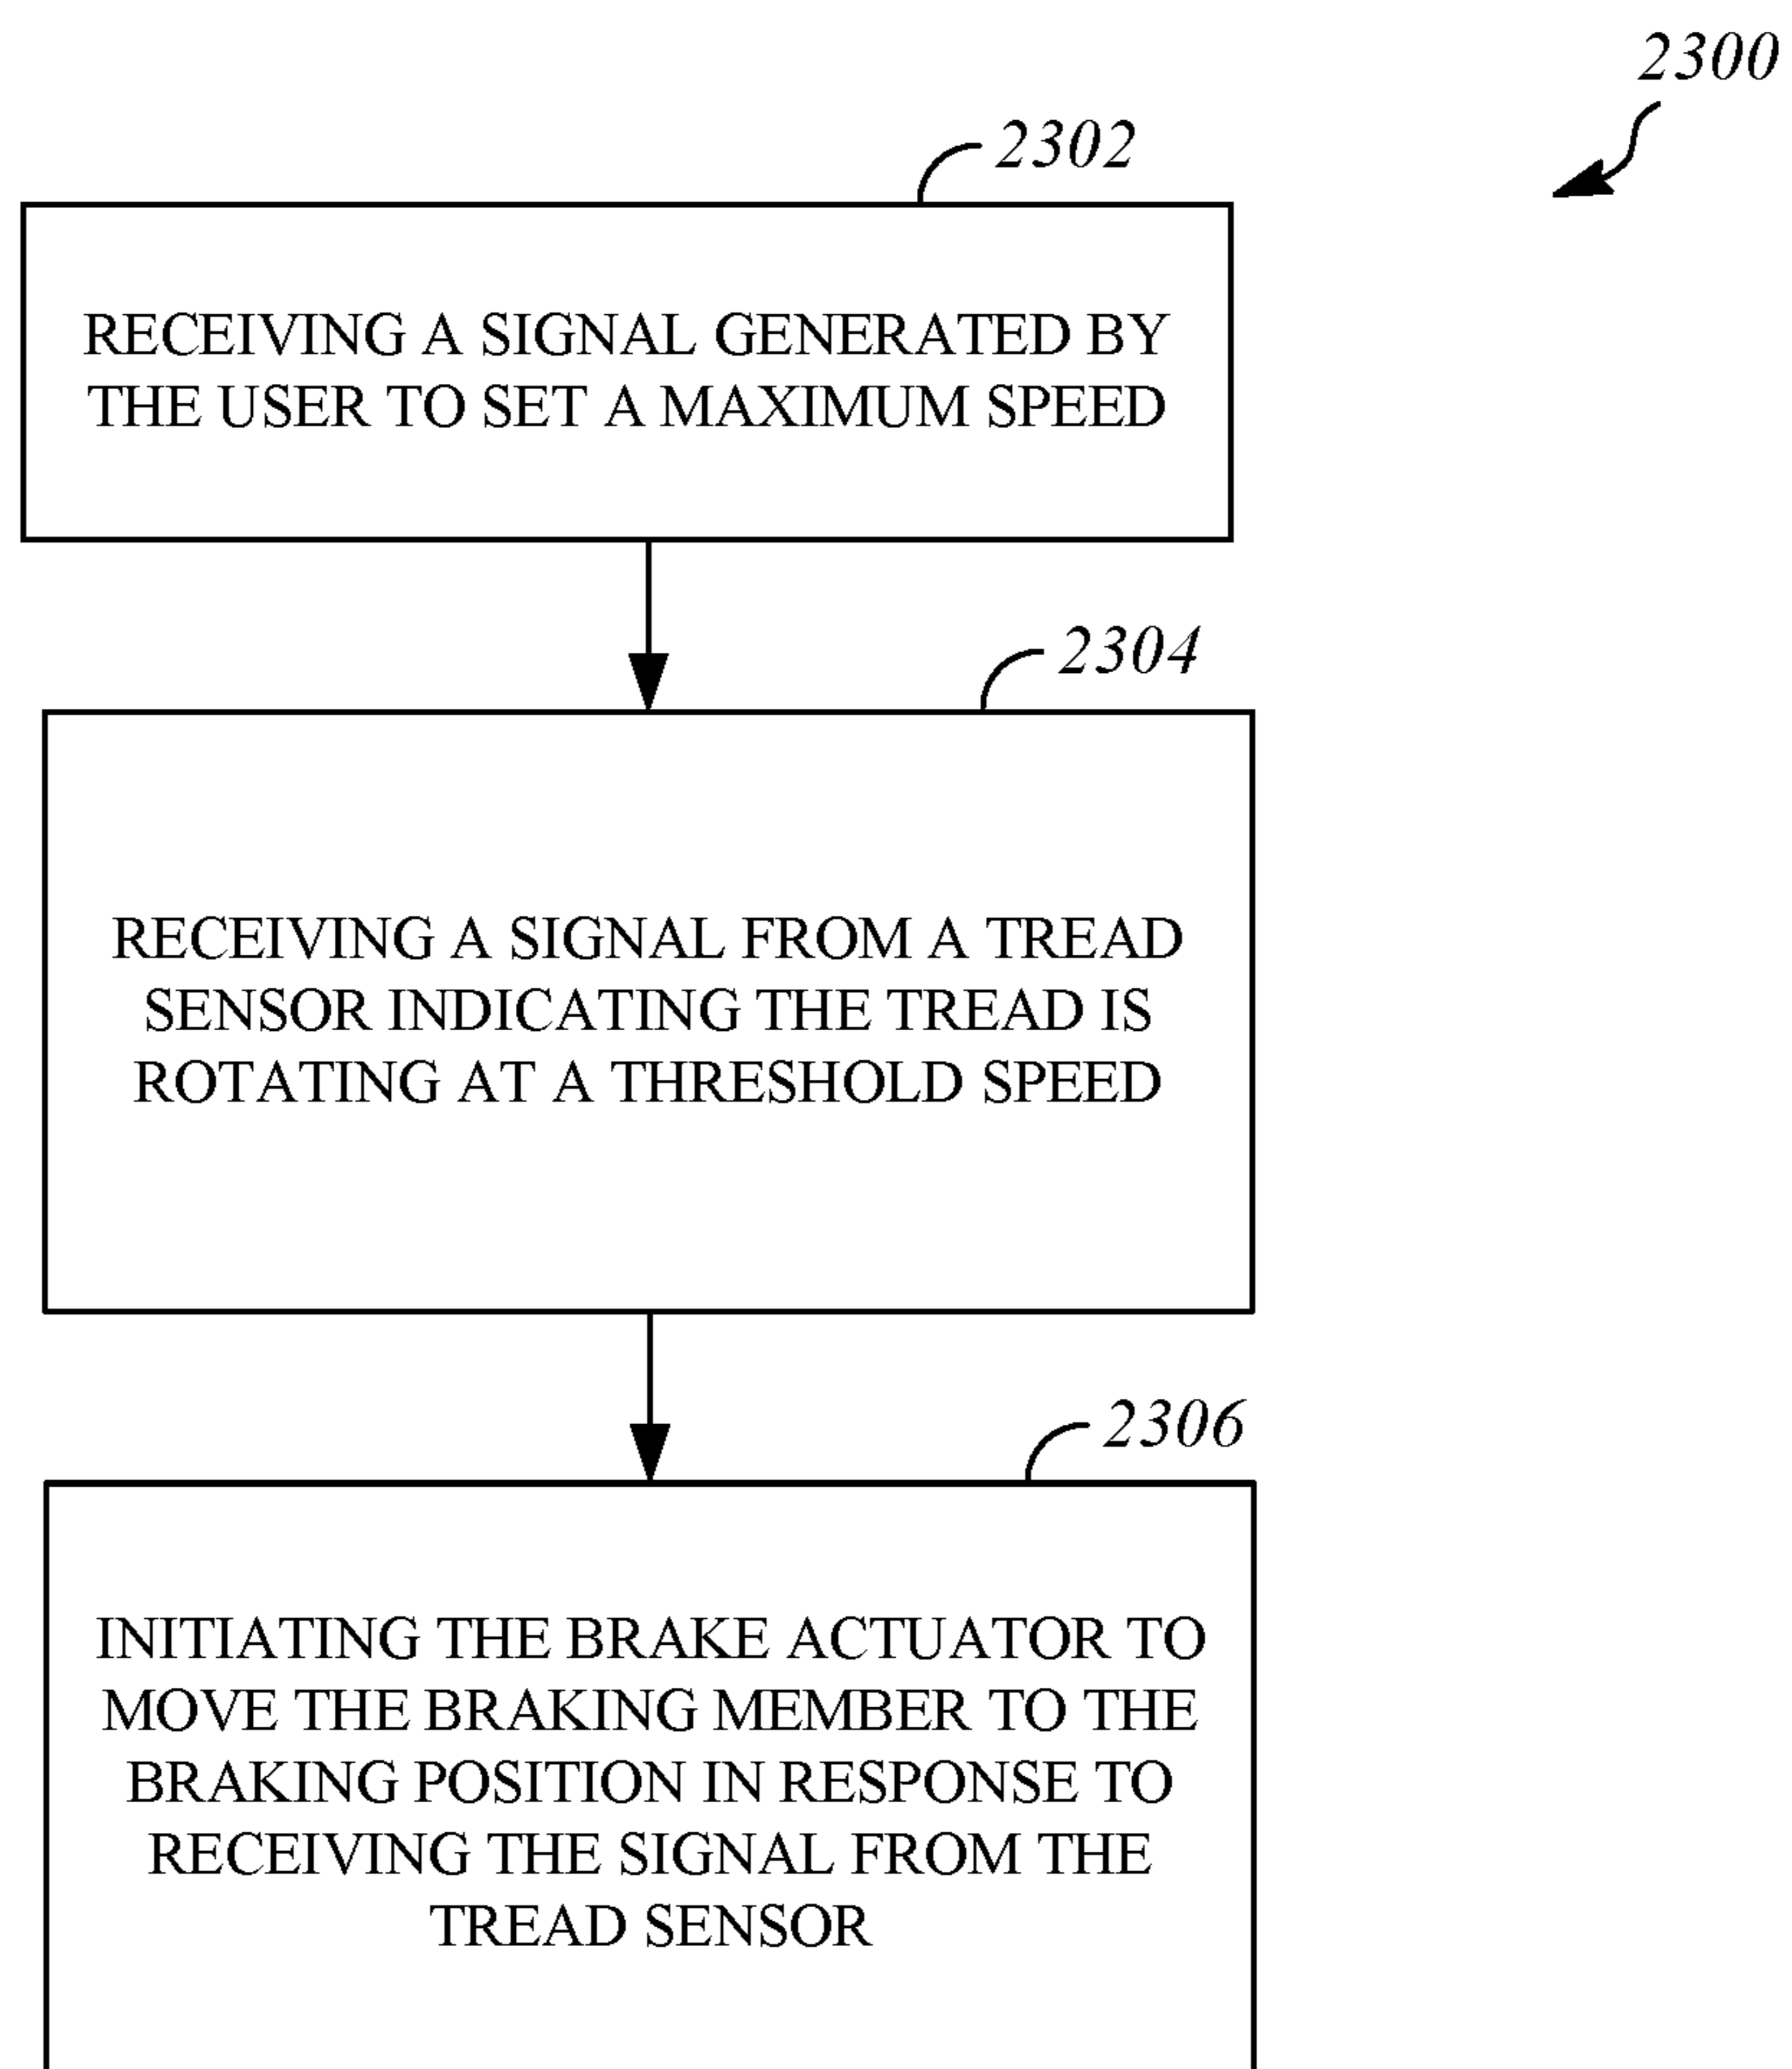 2300
2302
RECEIVING A SIGNAL GENERATED BY
THE USER TO SET A MAXIMUM SPEED
2304
RECEIVING A SIGNAL FROM A TREAD
SENSOR INDICATING THE TREAD IS
ROTATING AT A THRESHOLD SPEED
2306
INITIATING THE BRAKE ACTUATOR TO
MOVE THE BRAKING MEMBER TO THE
BRAKING POSITION IN RESPONSE TO
RECEIVING THE SIGNAL FROM THE
TREAD SENSOR